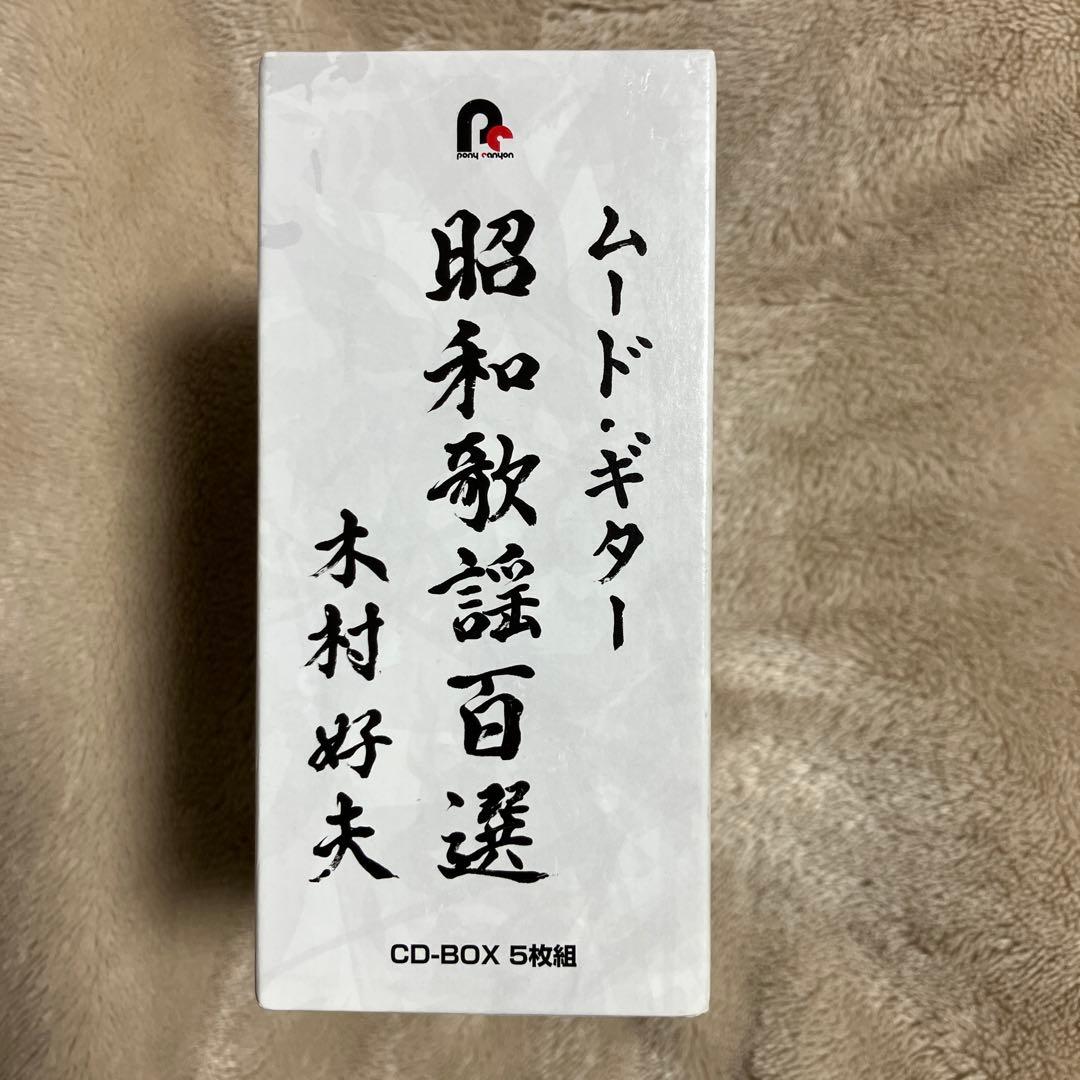 pony canyon
ムード・ギター
昭和歌謡百選
木村好夫
CD-BOX 5枚組